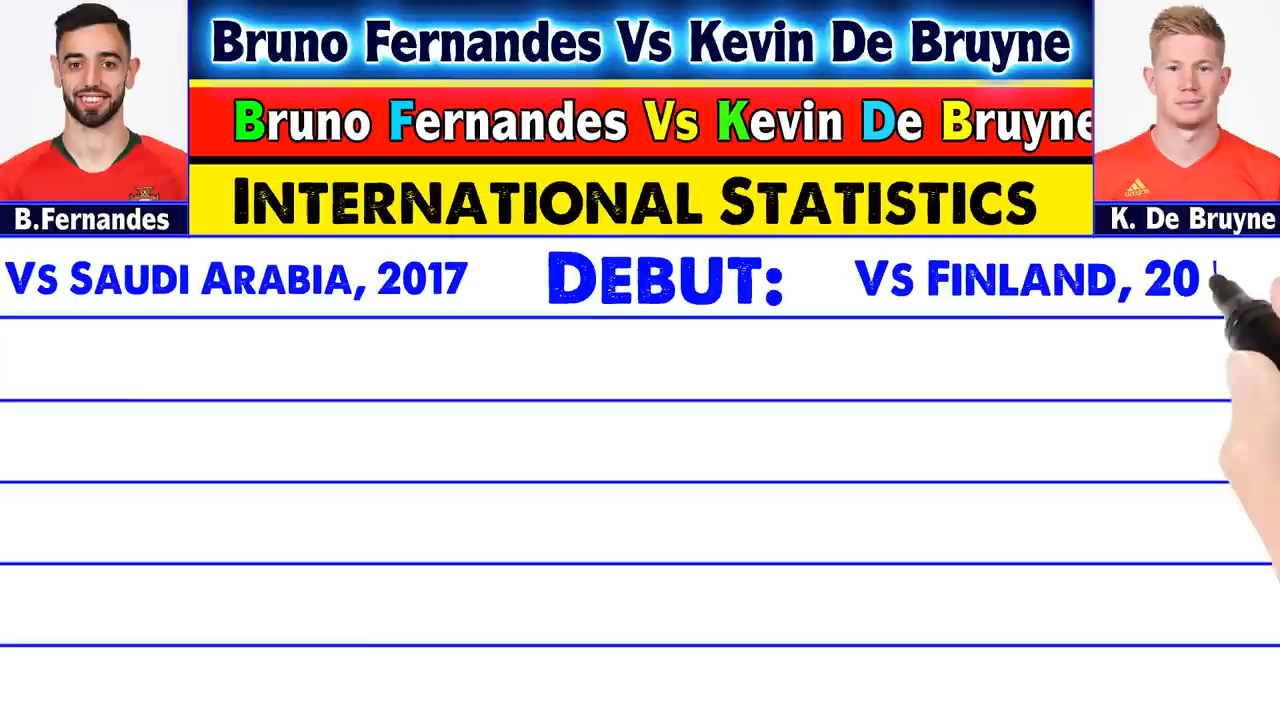 Bruno Fernandes Vs Kevin De Bruyne
Bruno Fernandes Vs Kevin De Bruyne
International Statistics
B.Fernandes
K. De Bruyne
Vs Saudi Arabia, 2017 Debut: Vs Finland, 20